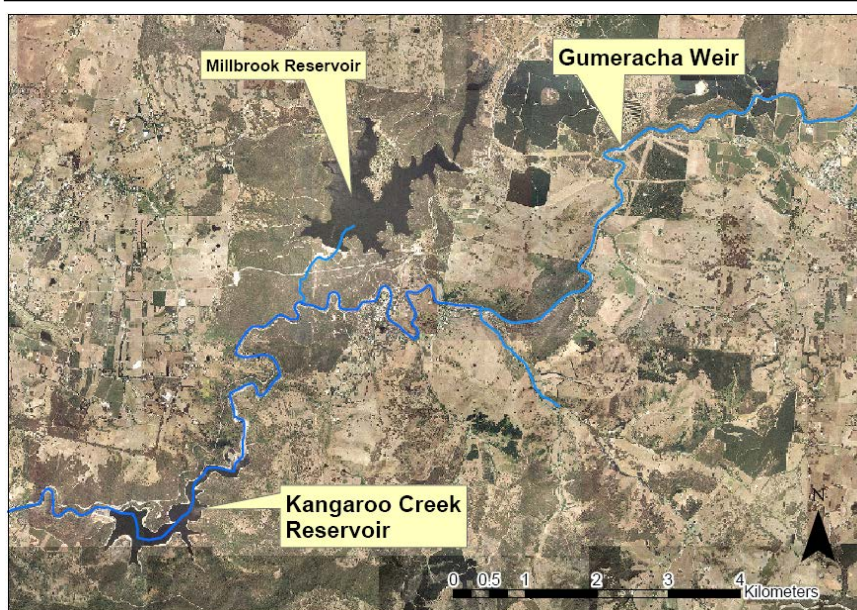 Millbrook Reservoir
Gumeracha Weir
Kangaroo Creek
Reservoir
N
0 0.5 1 2 3 4
Kilometers